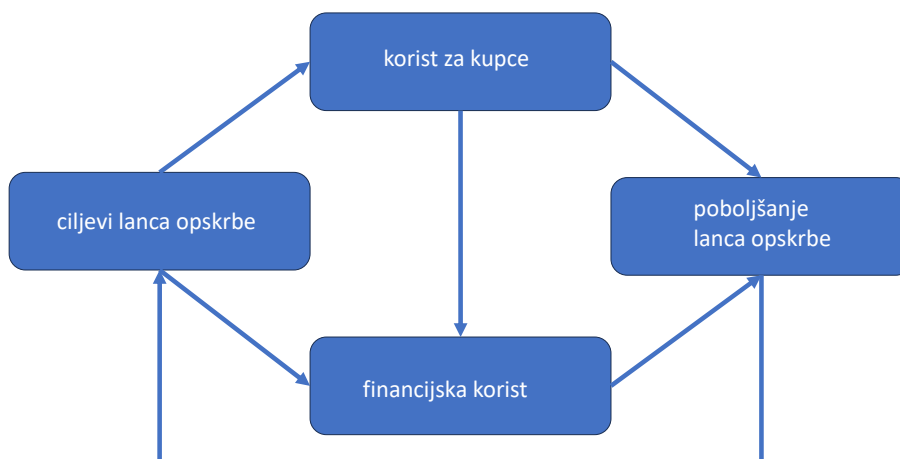 korist za kupce
ciljevi lanca opskrbe
poboljšanje
lanca opskrbe
financijska korist